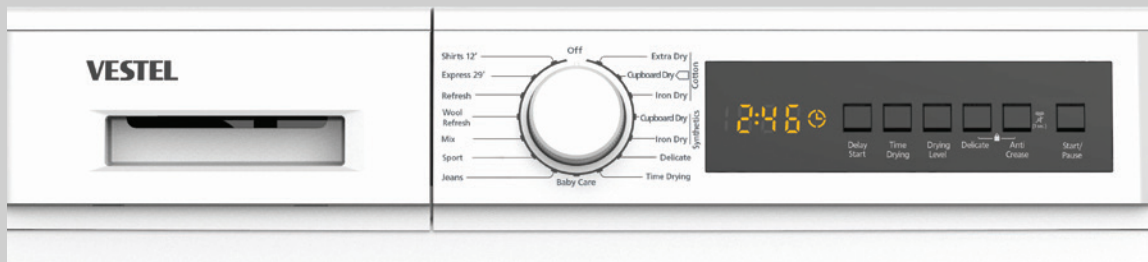 VESTEL
Off
Shirts 12'
Express 29'
Refresh
Wool
Refresh
Mix
Sport
Jeans
Baby Care
Extra Dry
Cupboard Dry
Iron Dry
Cotton
Cupboard Dry
Iron Dry
Synthetics
Delicate
Time Drying
2:46
Delay
Start
Time
Drying
Drying
Level
Delicate
Anti
Crease
Start/
Pause